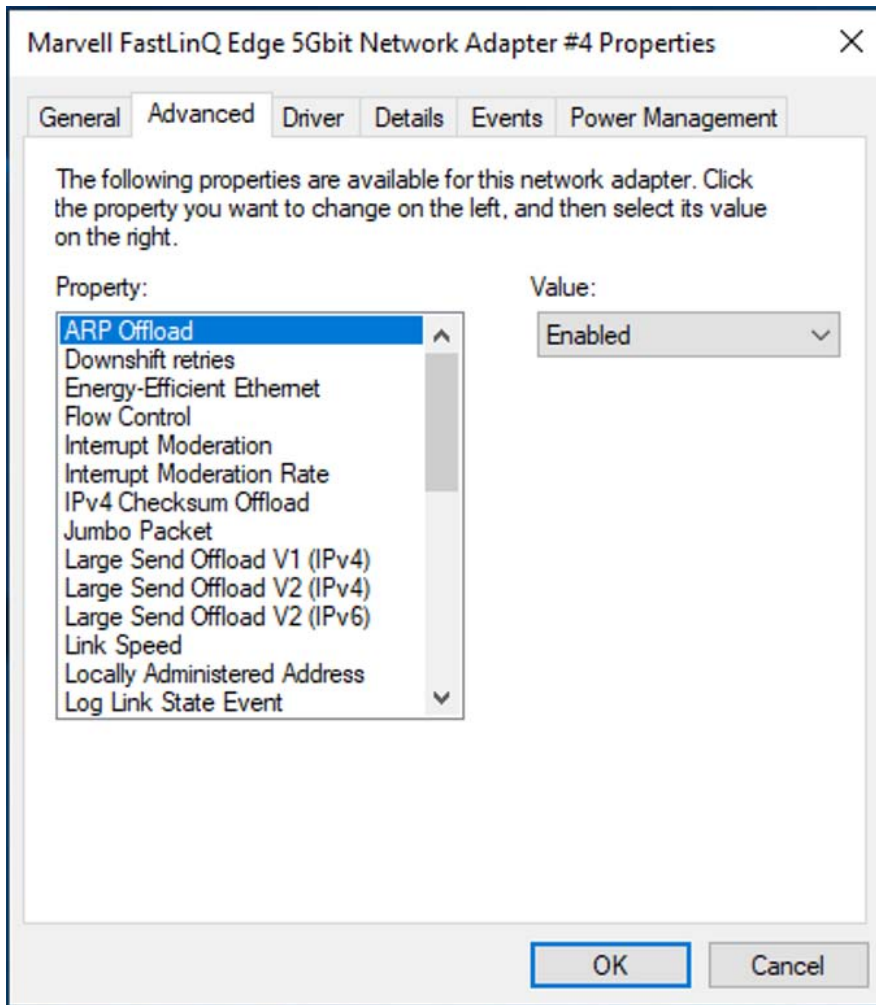 Marvell FastLinQ Edge 5Gbit Network Adapter #4 Properties
General Advanced Driver Details Events Power Management
The following properties are available for this network adapter. Click
the property you want to change on the left, and then select its value
on the right.
Property:
Value:
ARP Offload
Enabled
Downshift retries
Energy-Efficient Ethernet
Flow Control
Interrupt Moderation
Interrupt Moderation Rate
IPv4 Checksum Offload
Jumbo Packet
Large Send Offload V1 (IPv4)
Large Send Offload V2 (IPv4)
Large Send Offload V2 (IPv6)
Link Speed
Locally Administered Address
Log Link State Event
OK
Cancel